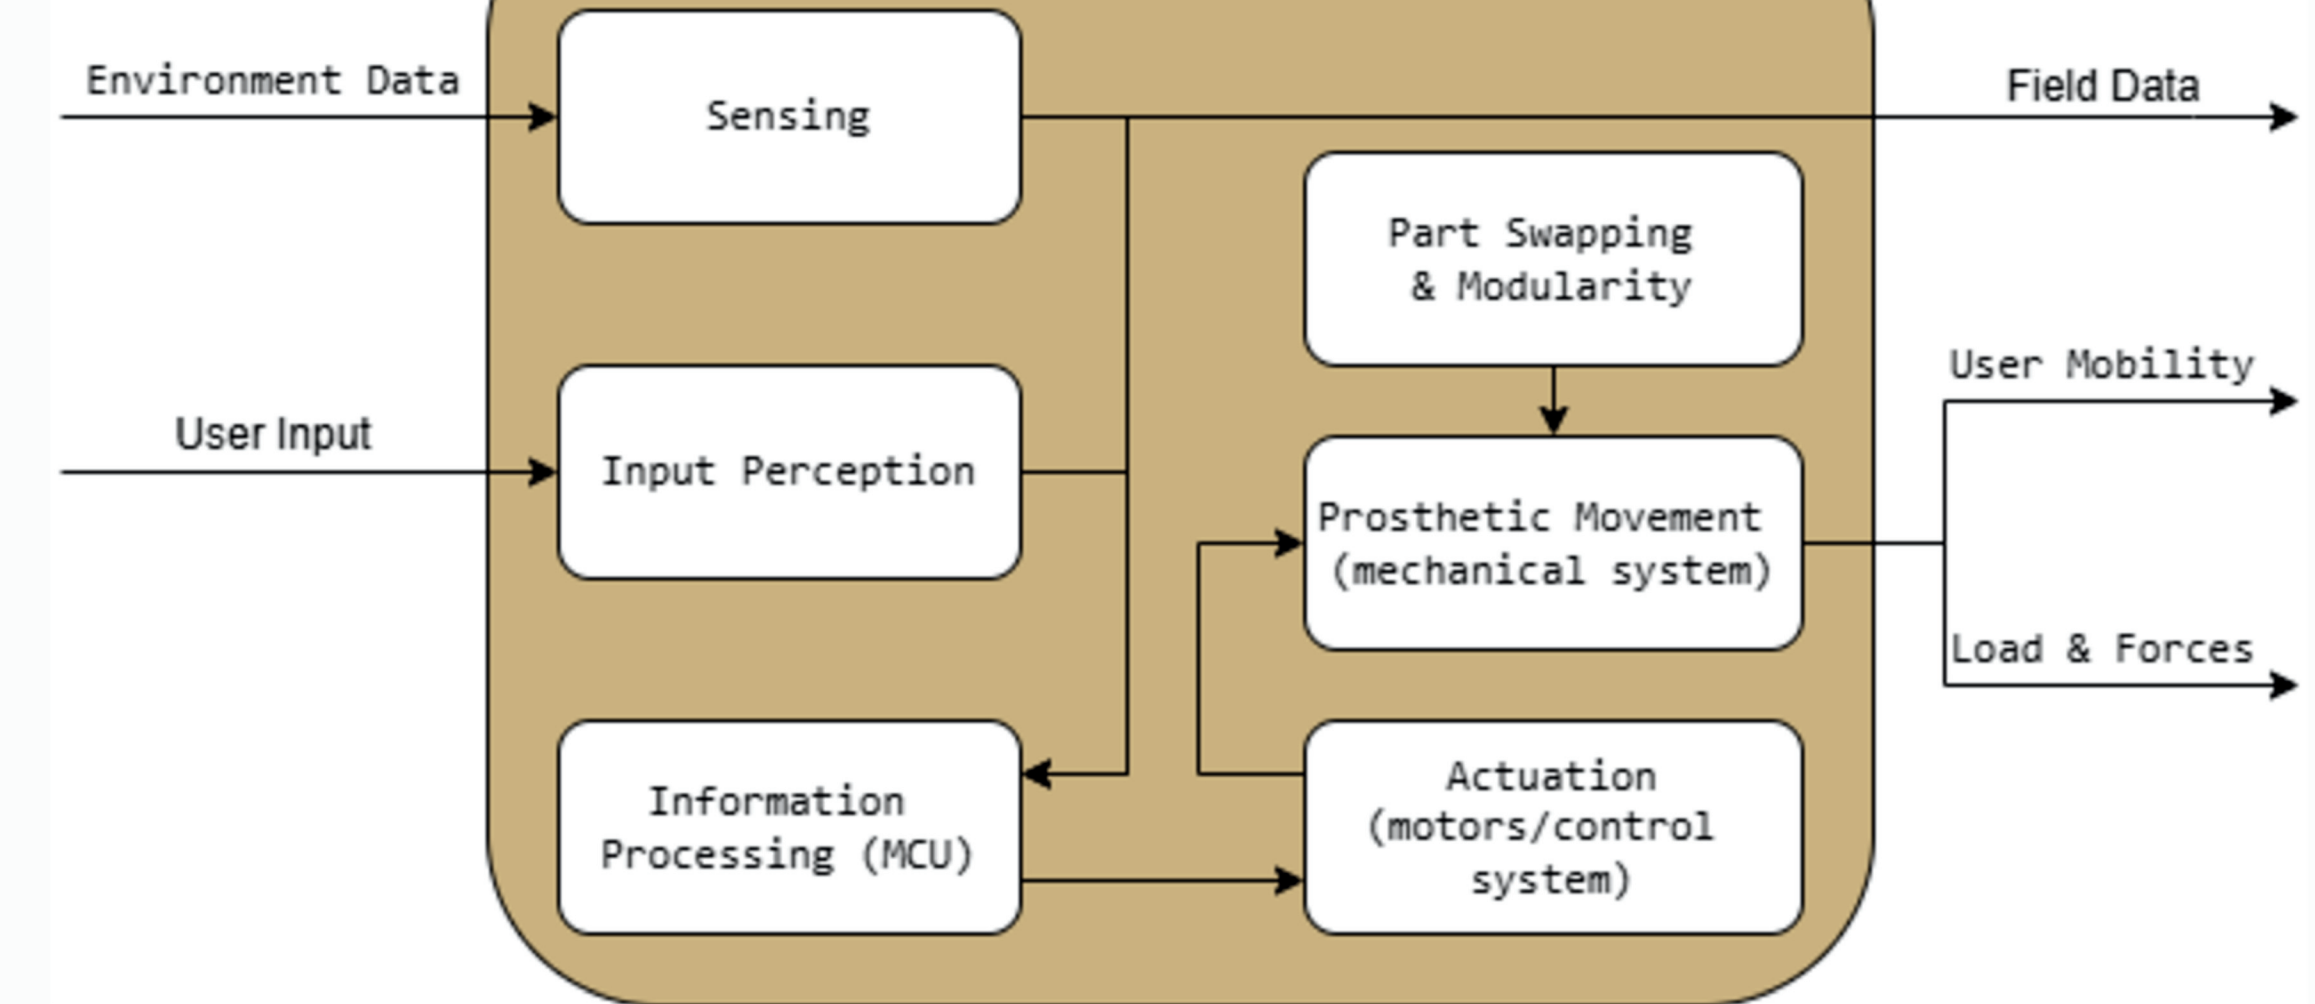 Environment Data
Sensing
Field Data
Part Swapping
& Modularity
User Input
Input Perception
User Mobility
Prosthetic Movement
(mechanical system)
Load & Forces
Information
Processing (MCU)
Actuation
(motors/control
system)